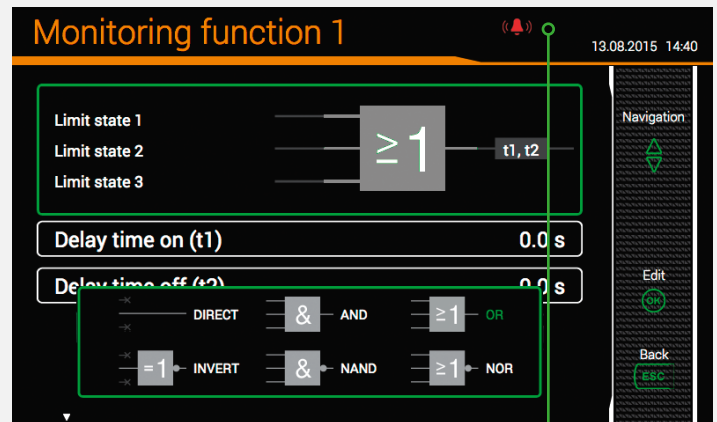 Monitoring function 1
13.08.2015 14:40
Navigation
Limit state 1
Limit state 2
Limit state 3
≥1
t1, t2
Delay time on (t1) 0.0 s
Delay time off (t2) 0.0 s
Edit
OK
DIRECT & AND ≥1 OR
=1 INVERT & NAND ≥1 NOR
Back
ESC